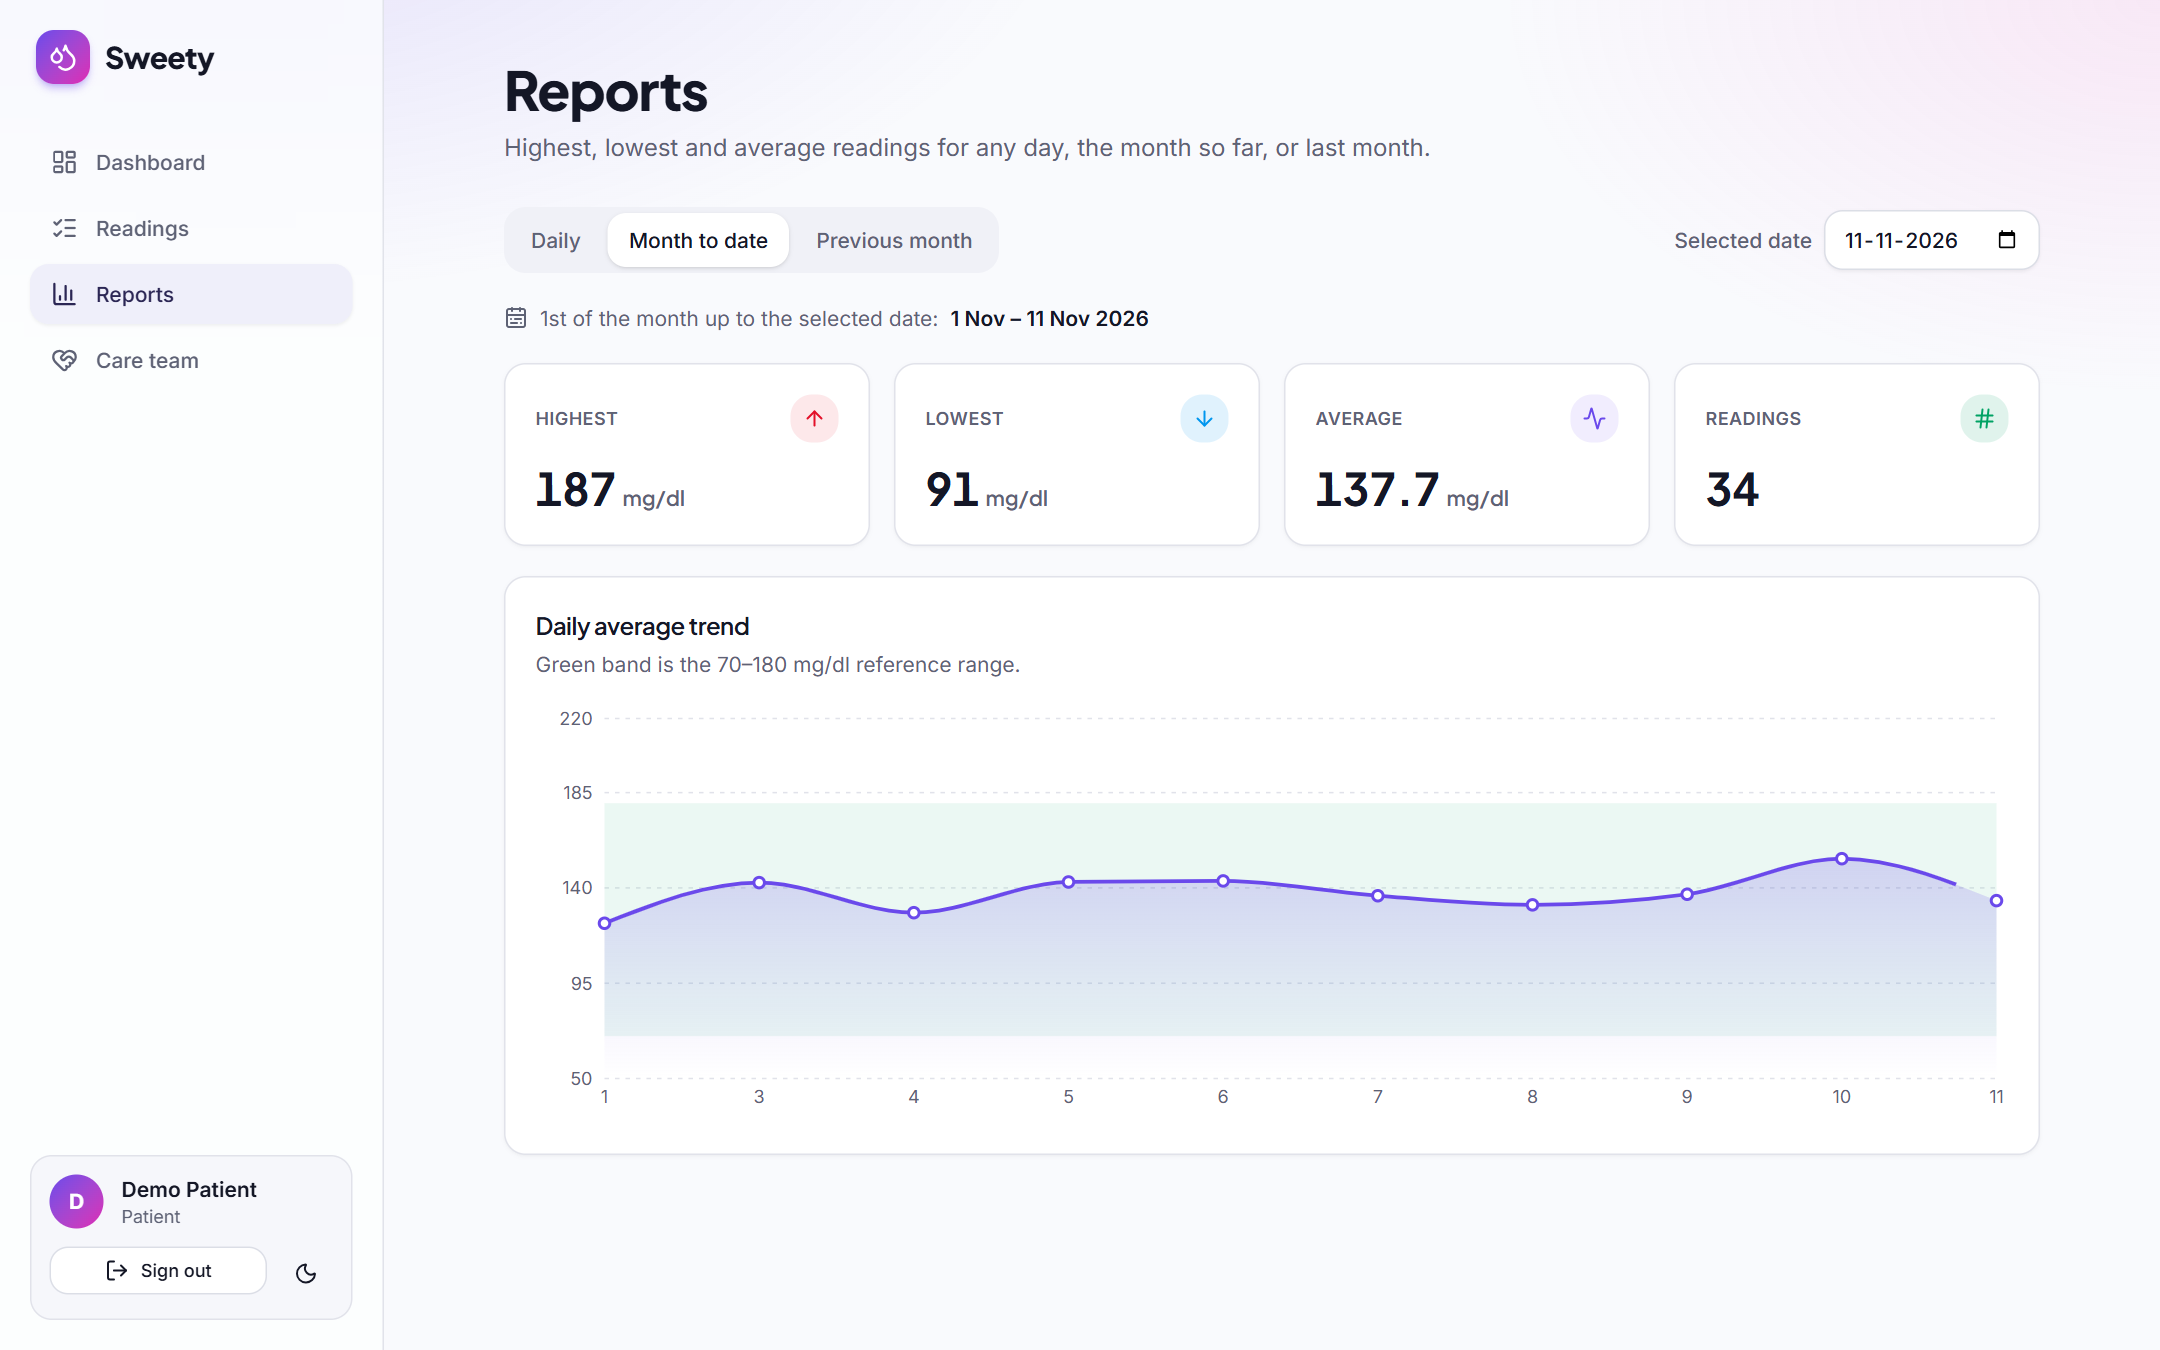 Sweety
Dashboard
Readings
Reports
Care team
Demo Patient
D
Patient
Sign out
Reports
Highest, lowest and average readings for any day, the month so far, or last month.
Daily Month to date Previous month
Selected date 11-11-2026
1st of the month up to the selected date: 1 Nov – 11 Nov 2026
HIGHEST
187 mg/dl
LOWEST
91 mg/dl
AVERAGE
137.7 mg/dl
READINGS
#
34
Daily average trend
Green band is the 70–180 mg/dl reference range.
220
185
140
95
50
1 3 4 5 6 7 8 9 10 11